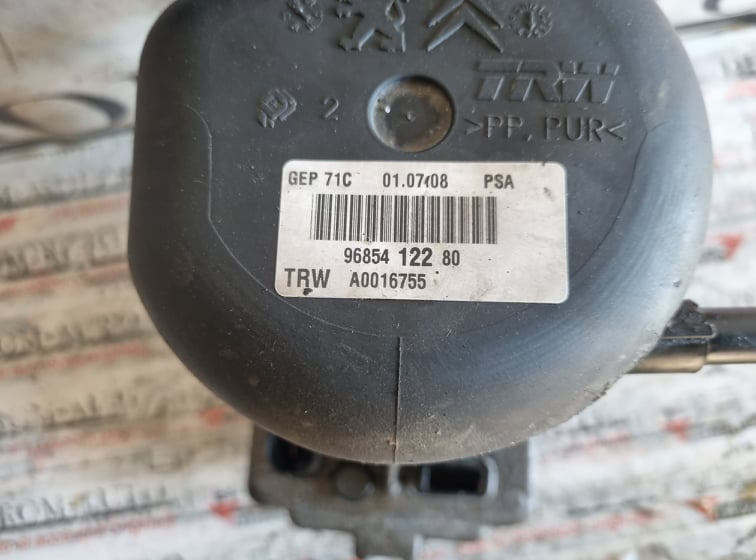 TRW
2
>PP, PUR<
GEP 71C 01.07.08 PSA
96854 122 80
TRW A0016755